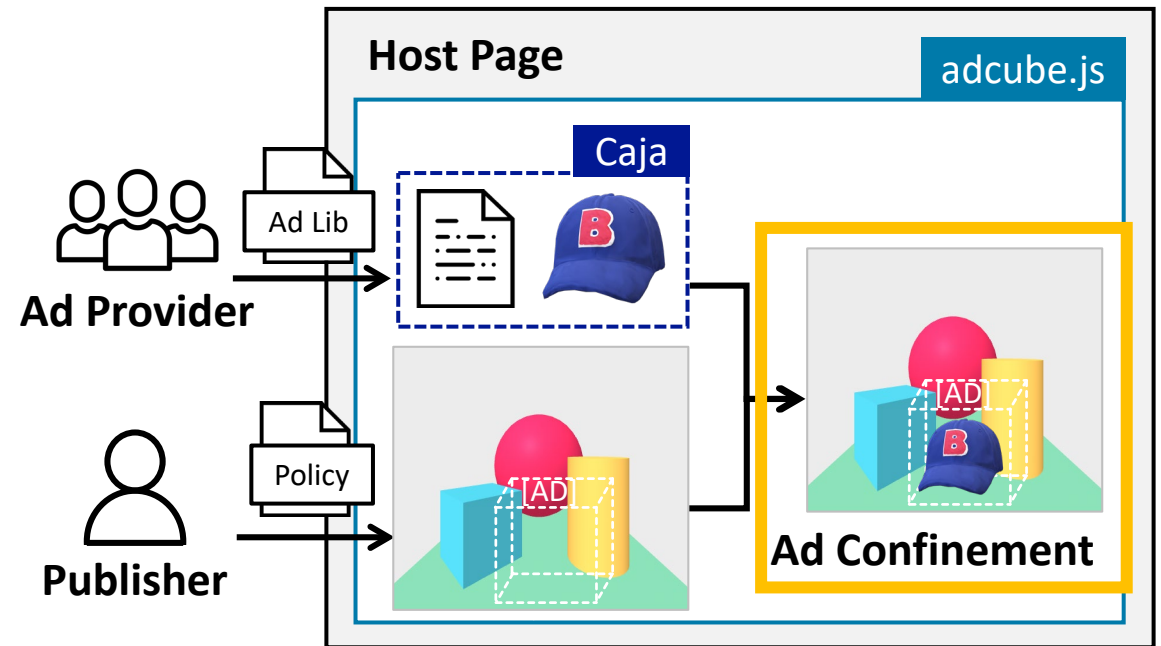 Host Page
adcube.js
Caja
Ad Lib
B
Ad Provider
[AD]
B
Policy
[AD]
Ad Confinement
Publisher